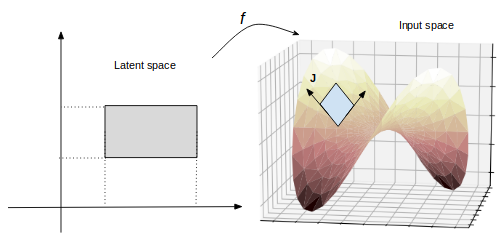 f
Input space
Latent space
J